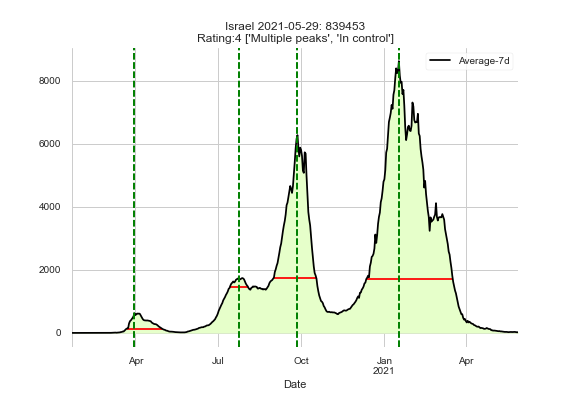 Israel 2021-05-29: 839453
Rating:4 ['Multiple peaks', 'In control']
Average-7d
8000
6000
4000
2000
0
Apr
Jul
Oct
Jan
2021
Apr
Date